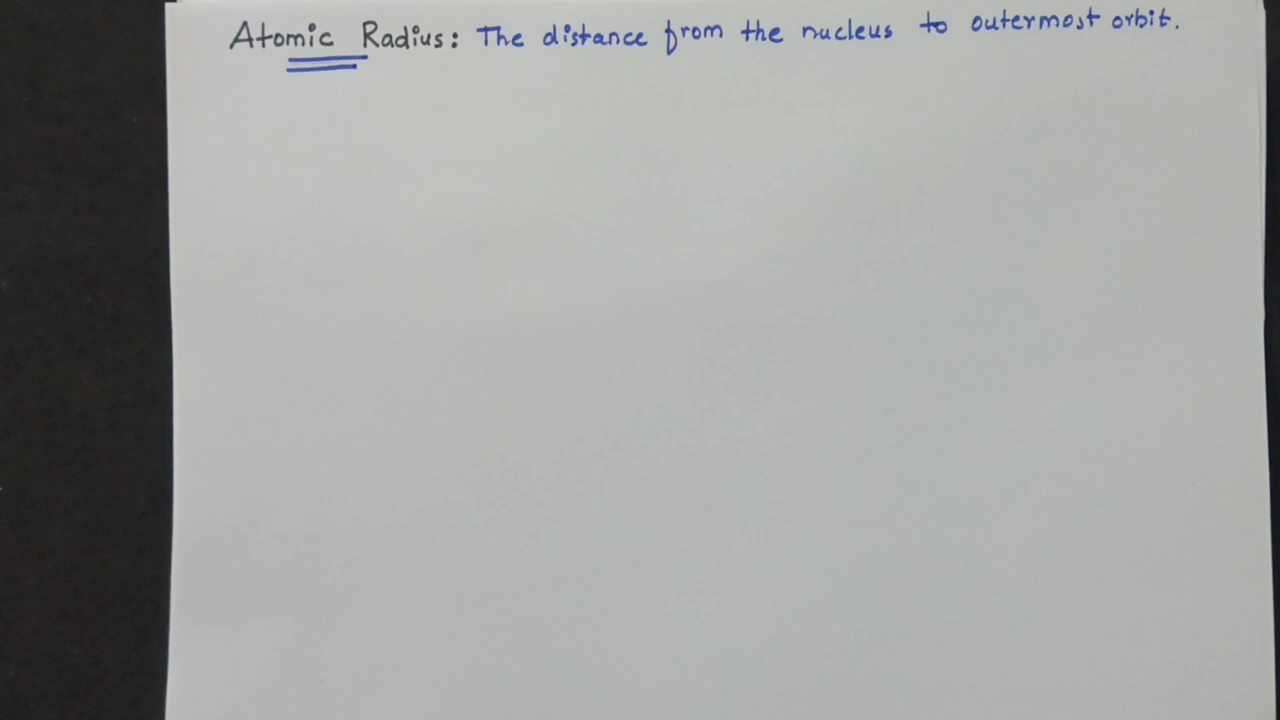 Atomic Radius: The distance from the nucleus to outermost orbit.